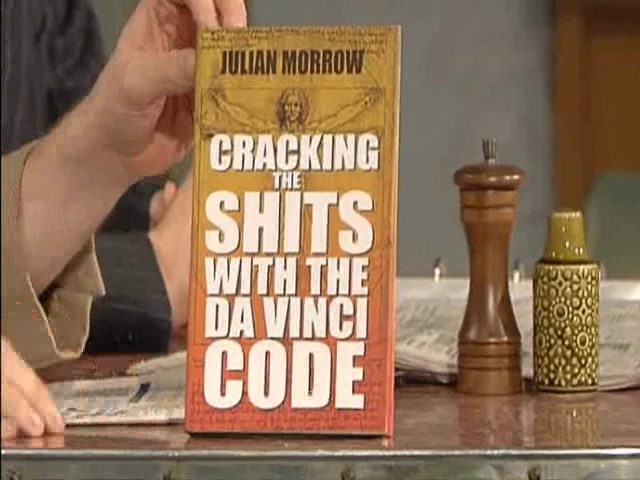 JULIAN MORROW
CRACKING
THE
SHITS
WITH THE
DA VINCI
CODE